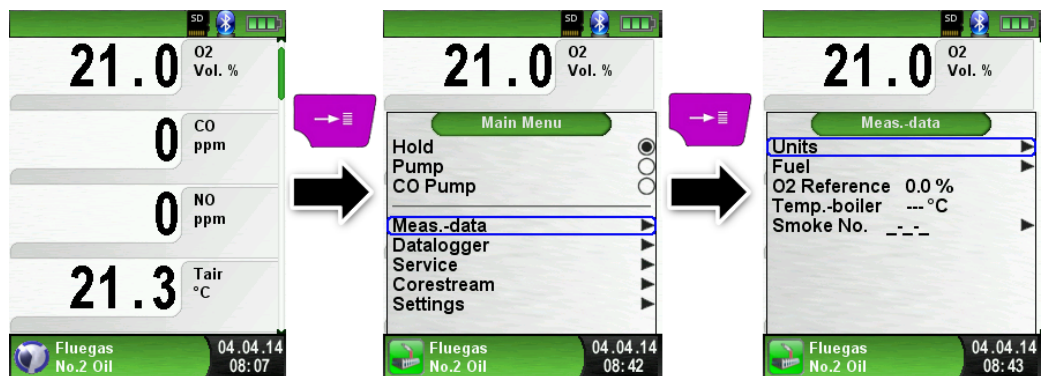 SD
21.0 O2 Vol. %
0 CO ppm
0 NO ppm
21.3 Tair °C
Fluegas 04.04.14
No.2 Oil 08:07
SD
21.0 O2 Vol. %
Main Menu
Hold
Pump
CO Pump
Meas.-data
Datalogger
Service
Corestream
Settings
Fluegas 04.04.14
No.2 Oil 08:42
SD
21.0 O2 Vol. %
Meas.-data
Units
Fuel
O2 Reference 0.0 %
Temp.-boiler --- °C
Smoke No. _-_-_
Fluegas 04.04.14
No.2 Oil 08:43